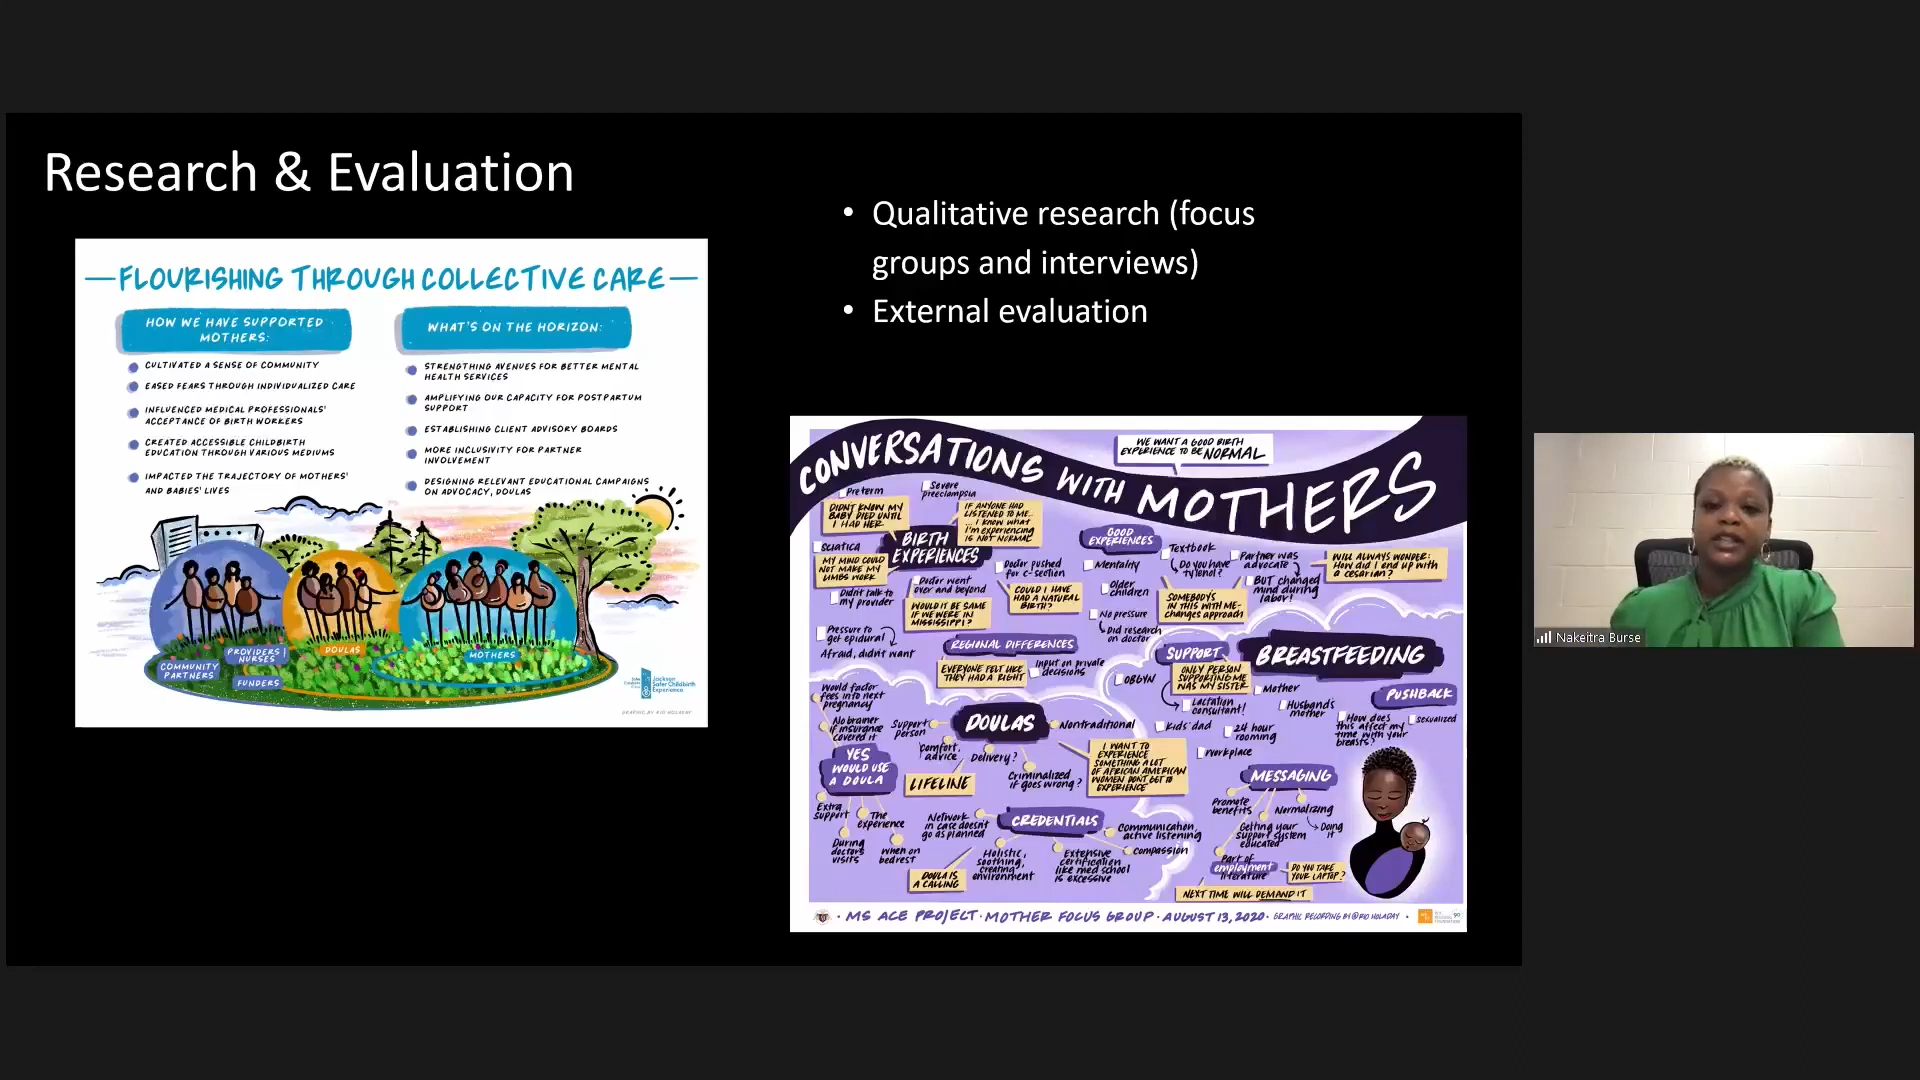 Research & Evaluation
• Qualitative research (focus
groups and interviews)
• External evaluation
FLOURISHING THROUGH COLLECTIVE CARE
HOW WE HAVE SUPPORTED
MOTHERS:
CULTIVATED A SENSE OF COMMUNITY
EASED FEARS THROUGH INDIVIDUALIZED CARE
INFLUENCED MEDICAL PROFESSIONALS'
ACCEPTANCE OF BIRTH WORKERS
CREATED ACCESSIBLE CHILDBIRTH
EDUCATION THROUGH VARIOUS MEDIUMS
IMPACTED THE TRAJECTORY OF MOTHERS'
AND BABIES' LIVES
WHAT'S ON THE HORIZON:
STRENGTHING AVENUES FOR BETTER MENTAL
HEALTH SERVICES
AMPLIFYING OUR CAPACITY FOR POSTPARTUM
SUPPORT
ESTABLISHING CLIENT ADVISORY BOARDS
MORE INCLUSIVITY FOR PARTNER
INVOLVEMENT
DESIGNING RELEVANT EDUCATIONAL CAMPAIGNS
ON ADVOCACY, DOULAS
COMMUNITY
PARTNERS
PROVIDERS |
NURSES
FUNDERS
DOULAS
MOTHERS
Jackson
Safer Childbirth
Experience
GRAPHIC BY RIO HOLADAY
CONVERSATIONS WITH MOTHERS
WE WANT A GOOD BIRTH
EXPERIENCE TO BE NORMAL
Preterm
Severe
preeclampsia
DIDN'T KNOW MY
BABY DIED UNTIL
I HAD HER
IF ANYONE HAD
LISTENED TO ME...
... I know what
I'm experiencing
IS NOT NORMAL
BIRTH
EXPERIENCES
Sciatica
MY MIND COULD
NOT MAKE MY
LIMBS WORK
Didn't talk to
my provider
Doctor went
over and beyond
Doctor pushed
for c-section
WOULD IT BE SAME
IF WE WERE IN
MISSISSIPPI?
COULD I HAVE
HAD A NATURAL
BIRTH?
Pressure to
get epidural
Afraid, didn't want
GOOD
EXPERIENCES
Mentality
Older
children
No pressure
Did research
on doctor
Textbook
Do you have
tylenol?
SOMEBODY'S
IN THIS WITH ME-
changes approach
Partner was
advocate
BUT changed
mind during
labor!
WILL ALWAYS WONDER:
How did I end up with
a cesarian?
REGIONAL DIFFERENCES
EVERYONE FELT LIKE
THEY HAD A RIGHT
Input on private
decisions
SUPPORT
OBGYN
ONLY PERSON
SUPPORTING ME
WAS MY SISTER
Lactation
consultant!
Kids' dad
24 hour
rooming
Workplace
Mother
Husband's
mother
BREASTFEEDING
PUSHBACK
How does
this affect my
time with your
breasts?
Sexualized
Would factor
fees into next
pregnancy
No brainer
if insurance
covered it
YES
WOULD USE
A DOULA
Extra
support
During
doctors
visits
The
experience
When on
bedrest
DOULAS
Support
person
Nontraditional
Comfort,
advice
Delivery?
LIFELINE
Criminalized
if goes wrong?
I WANT TO
EXPERIENCE
SOMETHING A LOT
OF AFRICAN AMERICAN
WOMEN DON'T GET TO
EXPERIENCE
CREDENTIALS
Network
in case doesn't
go as planned
DOULA IS
A CALLING
Holistic,
soothing,
creating
environment
Extensive
certification
like med school
is excessive
Communication,
active listening
Compassion
MESSAGING
Promote
benefits
Normalizing
Doing
it
Getting your
support system
educated
Part of
employment
literature
DO YOU TAKE
YOUR LAPTOP?
NEXT TIME WILL DEMAND IT
• MS ACE PROJECT • MOTHER FOCUS GROUP • AUGUST 13, 2020 • GRAPHIC RECORDING BY @RIO HOLADAY •
Nakeitra Burse